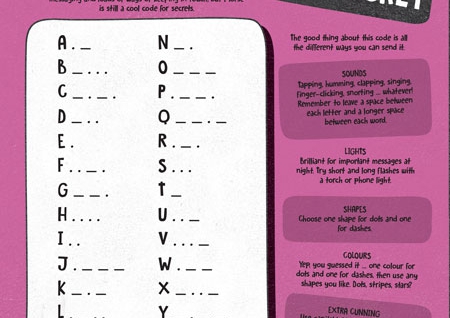 is still a cool code for secrets.
A . _
B _ . . .
C _ . _ .
D _ . .
E .
F . . _ .
G _ _ .
H . . . .
I . .
J . _ _ _
K _ . _
L
N _ .
O _ _ _
P . _ _ .
Q _ _ . _
R . _ .
S . . .
T _
U . . _
V . . . _
W . _ _
X _ . . _
Y
The good thing about this code is all
the different ways you can send it.
SOUNDS
Tapping, humming, clapping, singing,
finger-clicking, snorting ... whatever!
Remember to leave a space between
each letter and a longer space
between each word.
LIGHTS
Brilliant for important messages at
night. Try short and long flashes with
a torch or phone light.
SHAPES
Choose one shape for dots and one
for dashes.
COLOURS
Yep, you guessed it ... one colour for
dots and one for dashes, then use any
shapes you like. Dots, stripes, stars?
EXTRA CUNNING